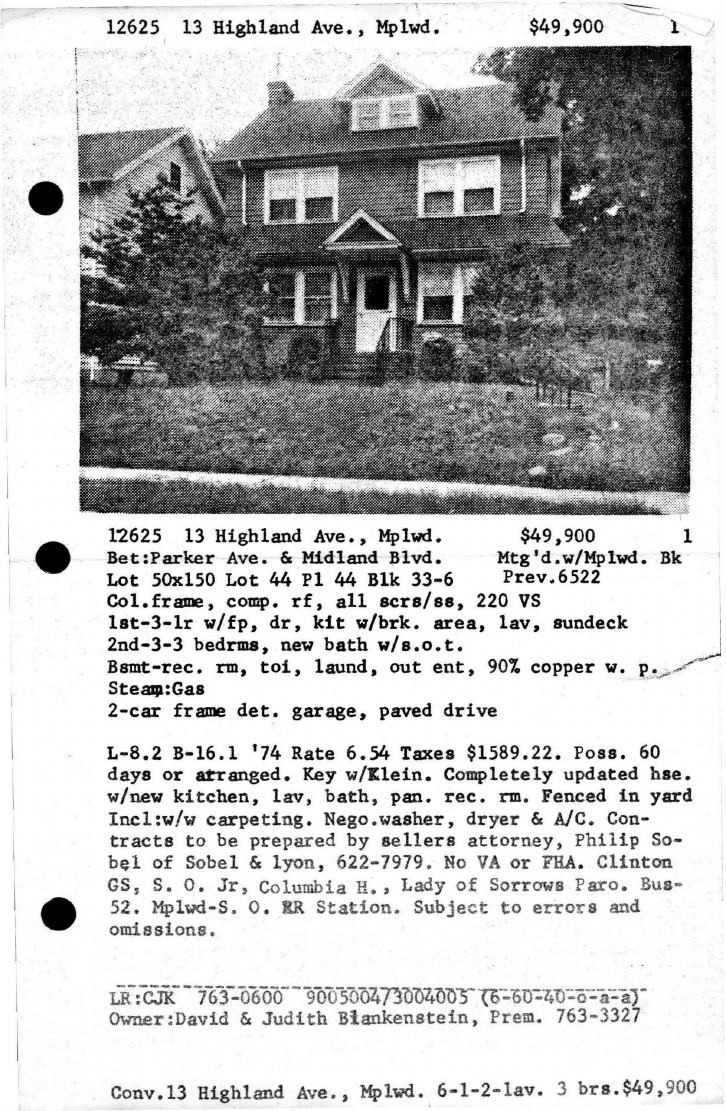 12625 13 Highland Ave., Mplwd. $49,900 1
12625 13 Highland Ave., Mplwd. $49,900 1
Bet:Parker Ave. & Midland Blvd. Mtg'd.w/Mplwd. Bk
Lot 50x150 Lot 44 Pl 44 Blk 33-6 Prev.6522
Col.frame, comp. rf, all scrs/ss, 220 VS
1st-3-lr w/fp, dr, kit w/brk. area, lav, sundeck
2nd-3-3 bedrms, new bath w/s.o.t.
Bsmt-rec. rm, toi, laund, out ent, 90% copper w. p.
Steam:Gas
2-car frame det. garage, paved drive
L-8.2 B-16.1 '74 Rate 6.54 Taxes $1589.22. Poss. 60
days or arranged. Key w/Klein. Completely updated hse.
w/new kitchen, lav, bath, pan. rec. rm. Fenced in yard
Incl:w/w carpeting. Nego.washer, dryer & A/C. Con-
tracts to be prepared by sellers attorney, Philip So-
bel of Sobel & lyon, 622-7979. No VA or FHA. Clinton
GS, S. O. Jr, Columbia H., Lady of Sorrows Paro. Bus-
52. Mplwd-S. O. RR Station. Subject to errors and
omissions.
LR:CJK 763-0600 900500473004005 (6-60-40-o-a-a)
Owner:David & Judith Blankenstein, Prem. 763-3327
Conv.13 Highland Ave., Mplwd. 6-1-2-lav. 3 brs.$49,900